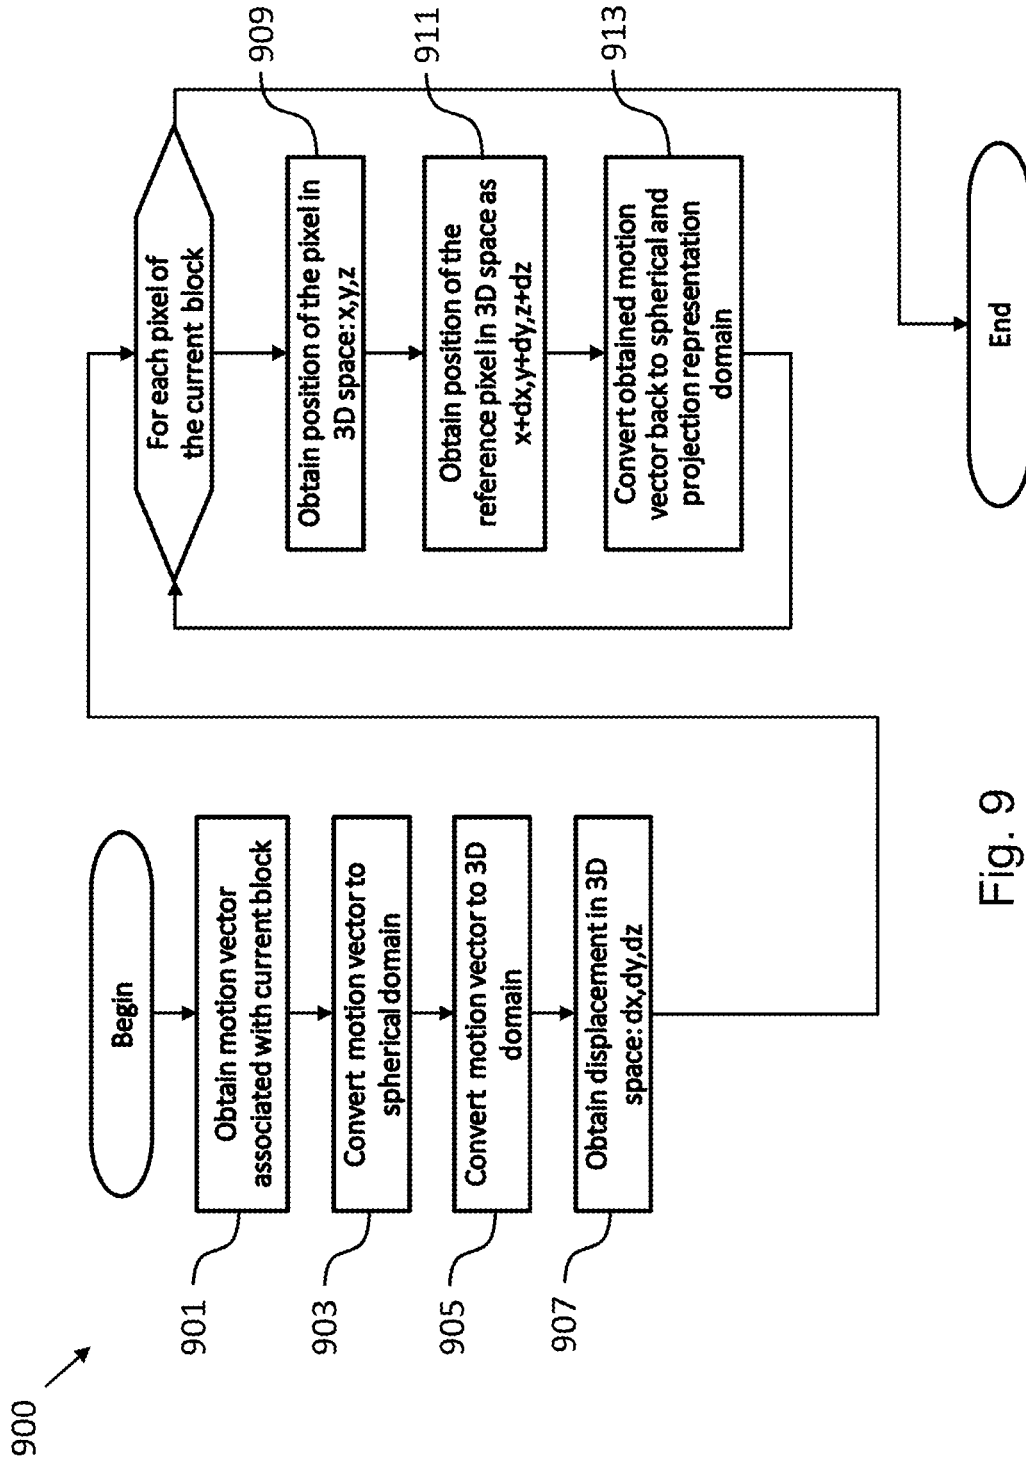 900
Begin
901
Obtain motion vector
associated with current block
903
Convert motion vector to
spherical domain
905
Convert motion vector to 3D
domain
907
Obtain displacement in 3D
space: dx,dy,dz
For each pixel of
the current block
909
Obtain position of the pixel in
3D space: x,y,z
911
Obtain position of the
reference pixel in 3D space as
x+dx,y+dy,z+dz
913
Convert obtained motion
vector back to spherical and
projection representation
domain
End
Fig. 9